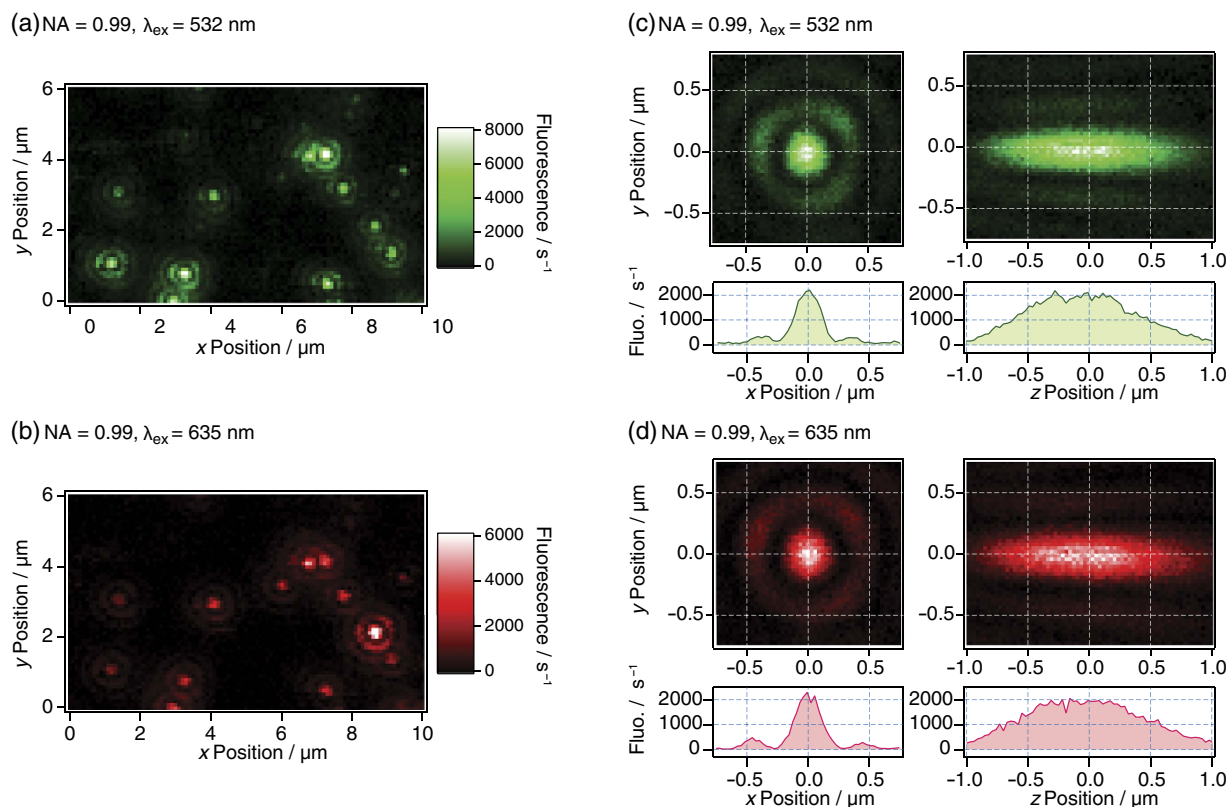 (a) NA = 0.99, λex = 532 nm
y Position / µm
6
4
2
0
0 2 4 6 8 10
x Position / µm
8000
6000
4000
2000
0
Fluorescence / s⁻¹
(c) NA = 0.99, λex = 532 nm
y Position / µm
0.5
0.0
−0.5
−0.5 0.0 0.5
0.5
0.0
−0.5
−1.0 −0.5 0.0 0.5 1.0
Fluo. / s⁻¹
2000
1000
0
−0.5 0.0 0.5
x Position / µm
2000
1000
0
−1.0 −0.5 0.0 0.5 1.0
z Position / µm
(b) NA = 0.99, λex = 635 nm
y Position / µm
6
4
2
0
0 2 4 6 8 10
x Position / µm
6000
4000
2000
0
Fluorescence / s⁻¹
(d) NA = 0.99, λex = 635 nm
y Position / µm
0.5
0.0
−0.5
−0.5 0.0 0.5
0.5
0.0
−0.5
−1.0 −0.5 0.0 0.5 1.0
Fluo. / s⁻¹
2000
1000
0
−0.5 0.0 0.5
x Position / µm
2000
1000
0
−1.0 −0.5 0.0 0.5 1.0
z Position / µm